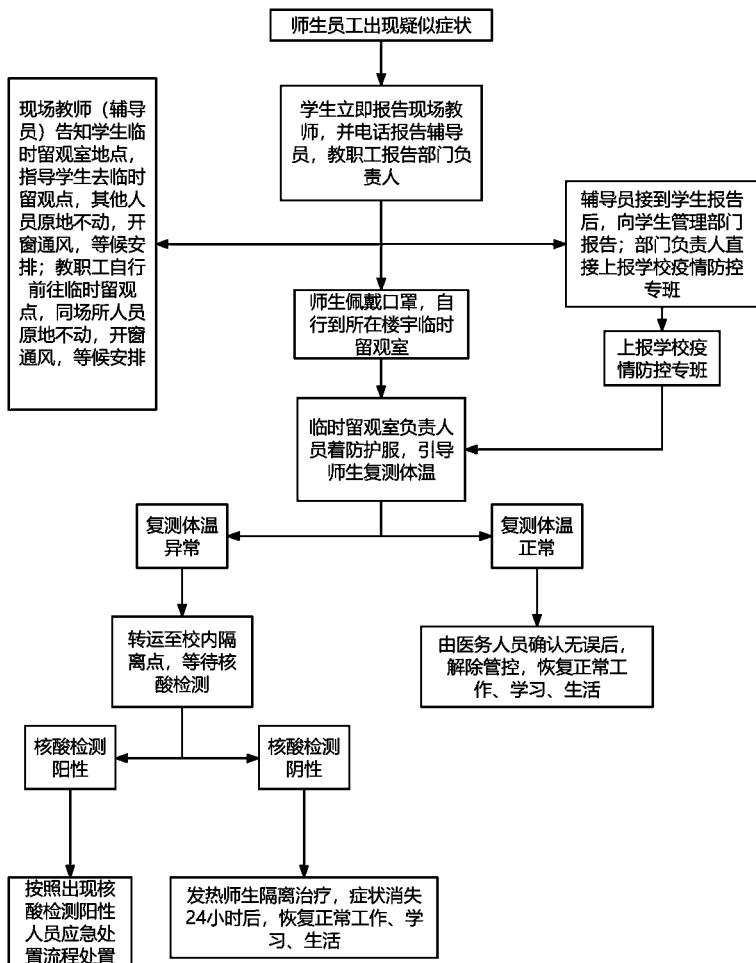 师生员工出现疑似症状
学生立即报告现场教
师，并电话报告辅导
员，教职工报告部门负
责人
现场教师（辅导
员）告知学生临
时留观室地点，
指导学生去临时
留观点，其他人
员原地不动，开
窗通风，等候安
排；教职工自行
前往临时留观
点，同场所人员
原地不动，开窗
通风，等候安排
辅导员接到学生报告
后，向学生管理部门
报告；部门负责人直
接上报学校疫情防控
专班
师生佩戴口罩，自
行到所在楼宇临时
留观室
上报学校疫
情防控专班
临时留观室负责人
员着防护服，引导
师生复测体温
复测体温
异常
复测体温
正常
转运至校内隔
离点，等待核
酸检测
由医务人员确认无误后，
解除管控，恢复正常工
作、学习、生活
核酸检测
阳性
核酸检测
阴性
按照出现核
酸检测阳性
人员应急处
置流程处置
发热师生隔离治疗，症状消失
24小时后，恢复正常工作、学
习、生活